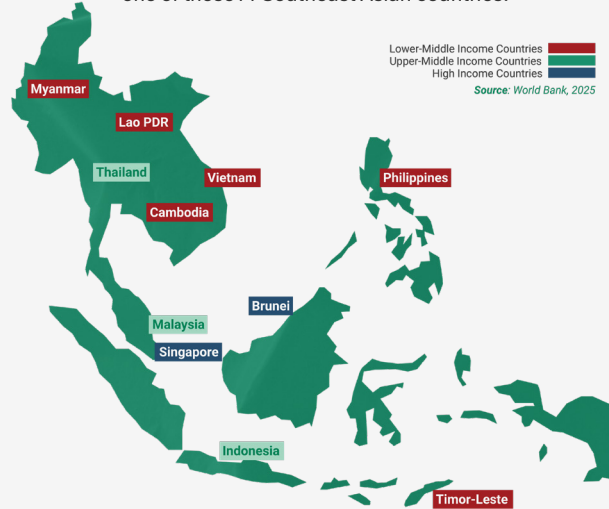 Lower-Middle Income Countries
Upper-Middle Income Countries
High Income Countries
Source: World Bank, 2025
Myanmar
Lao PDR
Thailand
Vietnam
Philippines
Cambodia
Brunei
Malaysia
Singapore
Indonesia
Timor-Leste